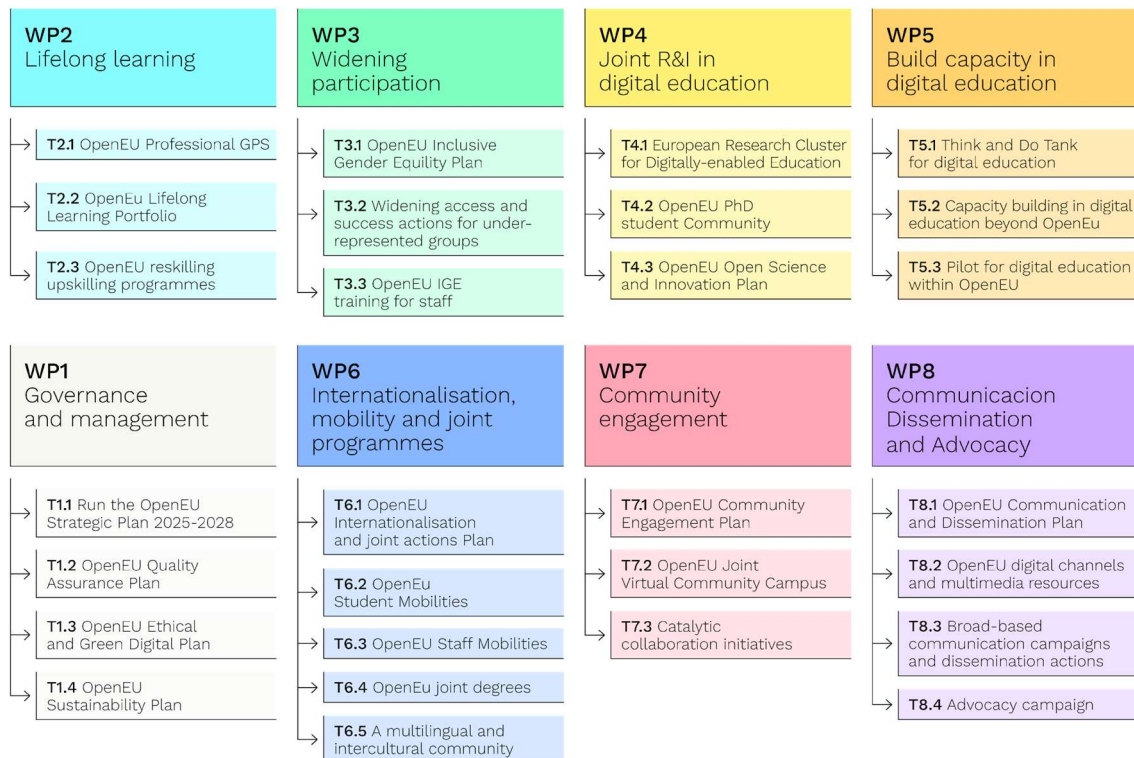 WP2
Lifelong learning
T2.1 OpenEU Professional GPS
T2.2 OpenEu Lifelong
Learning Portfolio
T2.3 OpenEU reskilling
upskilling programmes
WP3
Widening
participation
T3.1 OpenEU Inclusive
Gender Equity Plan
T3.2 Widening access and
success actions for under-
represented groups
T3.3 OpenEU IGE
training for staff
WP4
Joint R&I in
digital education
T4.1 European Research Cluster
for Digitally-enabled Education
T4.2 OpenEU PhD
student Community
T4.3 OpenEU Open Science
and Innovation Plan
WP5
Build capacity in
digital education
T5.1 Think and Do Tank
for digital education
T5.2 Capacity building in digital
education beyond OpenEu
T5.3 Pilot for digital education
within OpenEU
WP1
Governance
and management
T1.1 Run the OpenEU
Strategic Plan 2025-2028
T1.2 OpenEU Quality
Assurance Plan
T1.3 OpenEU Ethical
and Green Digital Plan
T1.4 OpenEU
Sustainability Plan
WP6
Internationalisation,
mobility and joint
programmes
T6.1 OpenEU
Internationalisation
and joint actions Plan
T6.2 OpenEu
Student Mobilities
T6.3 OpenEU Staff Mobilities
T6.4 OpenEu joint degrees
T6.5 A multilingual and
intercultural community
WP7
Community
engagement
T7.1 OpenEU Community
Engagement Plan
T7.2 OpenEU Joint
Virtual Community Campus
T7.3 Catalytic
collaboration initiatives
WP8
Communicacion
Dissemination
and Advocacy
T8.1 OpenEU Communication
and Dissemination Plan
T8.2 OpenEU digital channels
and multimedia resources
T8.3 Broad-based
communication campaigns
and dissemination actions
T8.4 Advocacy campaign